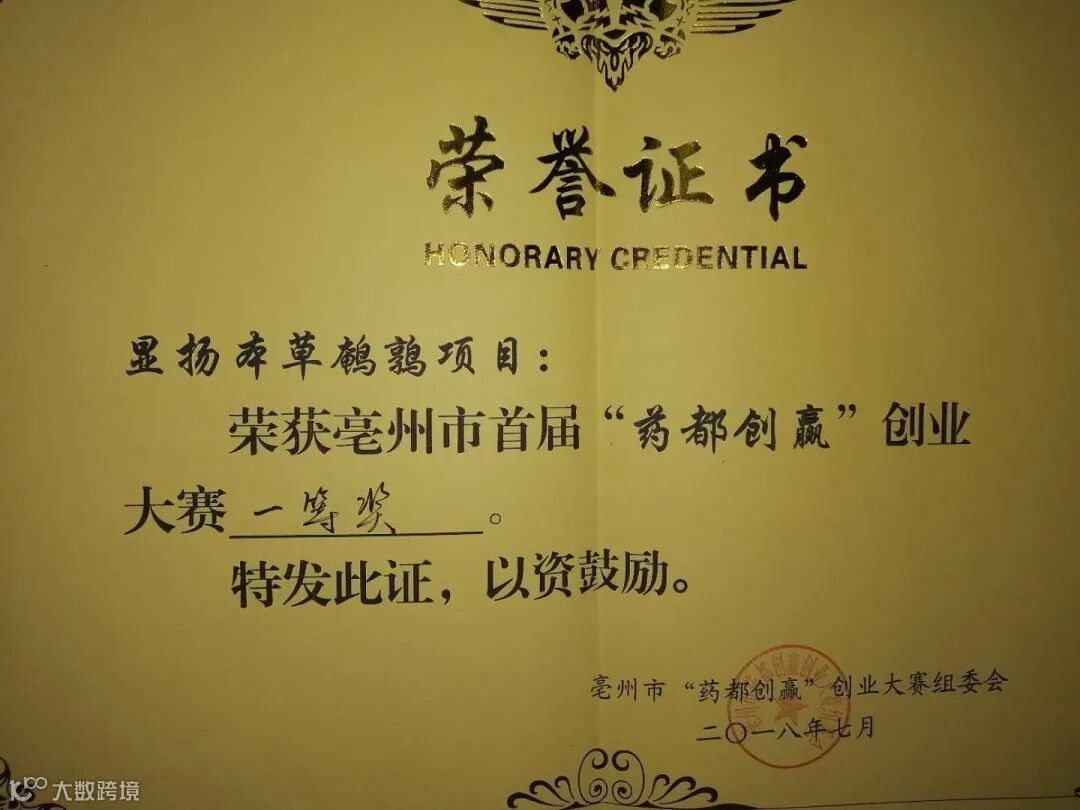 荣誉证书
HONORARY CREDENTIAL
显扬本草鹌鹑项目：
荣获亳州市首届“药都创赢”创业
大赛一等奖。
特发此证，以资鼓励。
亳州市“药都创赢”创业大赛组委会
二〇一八年七月
大数跨境